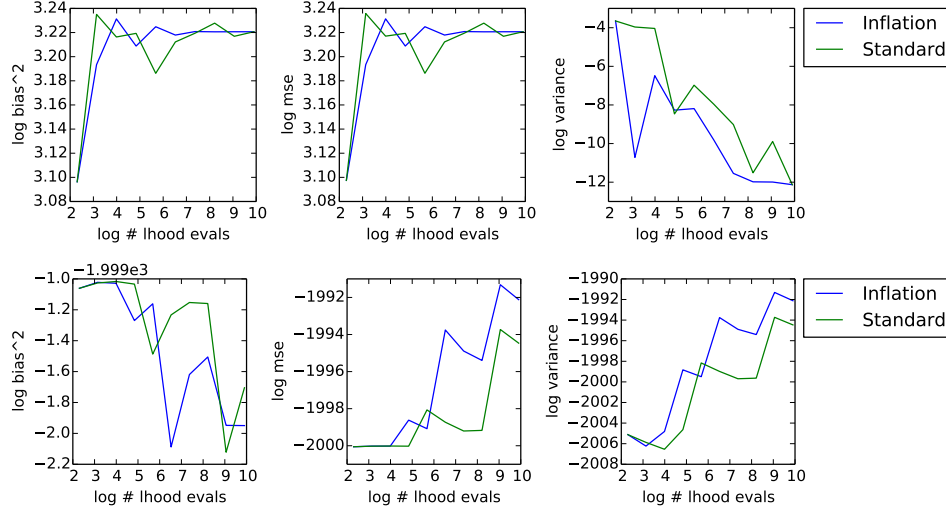 3.24
3.22
3.20
3.18
3.16
3.14
3.12
3.10
3.08
log bias^2
2 3 4 5 6 7 8 9 10
log # lhood evals
3.24
3.22
3.20
3.18
3.16
3.14
3.12
3.10
3.08
log mse
2 3 4 5 6 7 8 9 10
log # lhood evals
−4
−6
−8
−10
−12
log variance
2 3 4 5 6 7 8 9 10
log # lhood evals
Inflation
Standard
−1.999e3
−1.0
−1.2
−1.4
−1.6
−1.8
−2.0
−2.2
log bias^2
2 3 4 5 6 7 8 9 10
log # lhood evals
−1992
−1994
−1996
−1998
−2000
log mse
2 3 4 5 6 7 8 9 10
log # lhood evals
−1990
−1992
−1994
−1996
−1998
−2000
−2002
−2004
−2006
−2008
log variance
2 3 4 5 6 7 8 9 10
log # lhood evals
Inflation
Standard